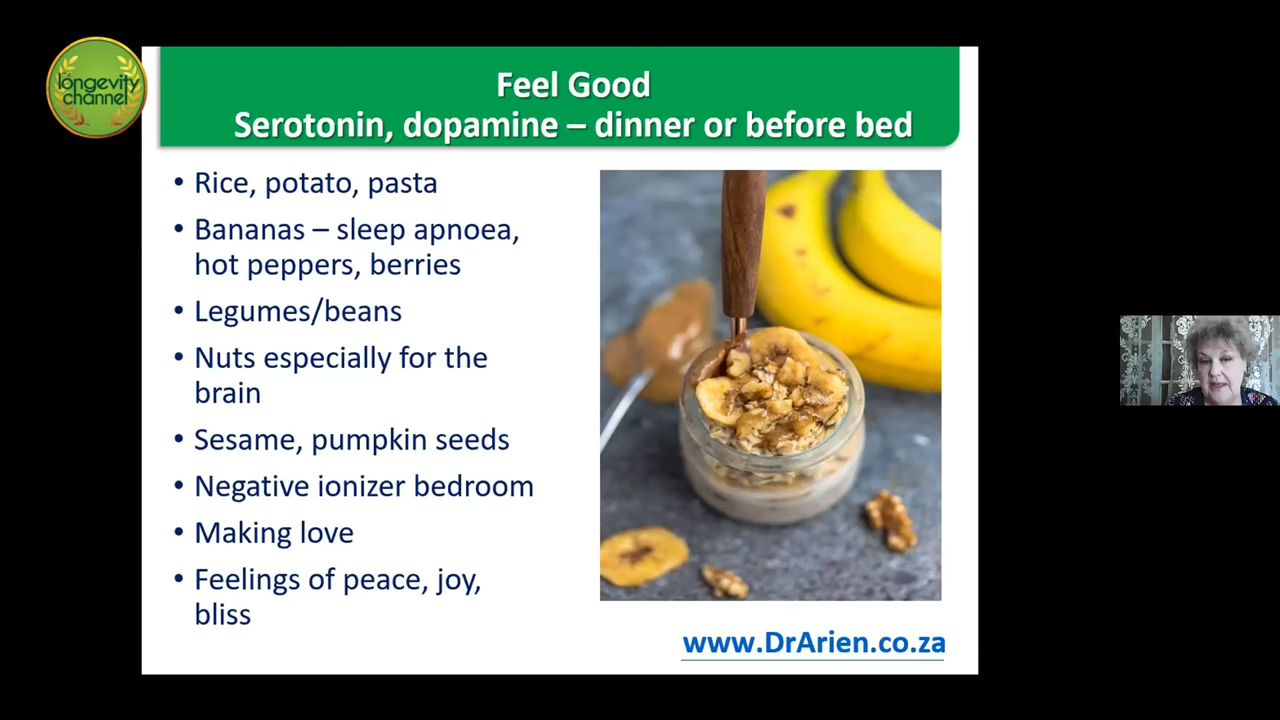 the
longevity
channel
Feel Good
Serotonin, dopamine – dinner or before bed
• Rice, potato, pasta
• Bananas – sleep apnoea,
hot peppers, berries
• Legumes/beans
• Nuts especially for the
brain
• Sesame, pumpkin seeds
• Negative ionizer bedroom
• Making love
• Feelings of peace, joy,
bliss
www.DrArien.co.za